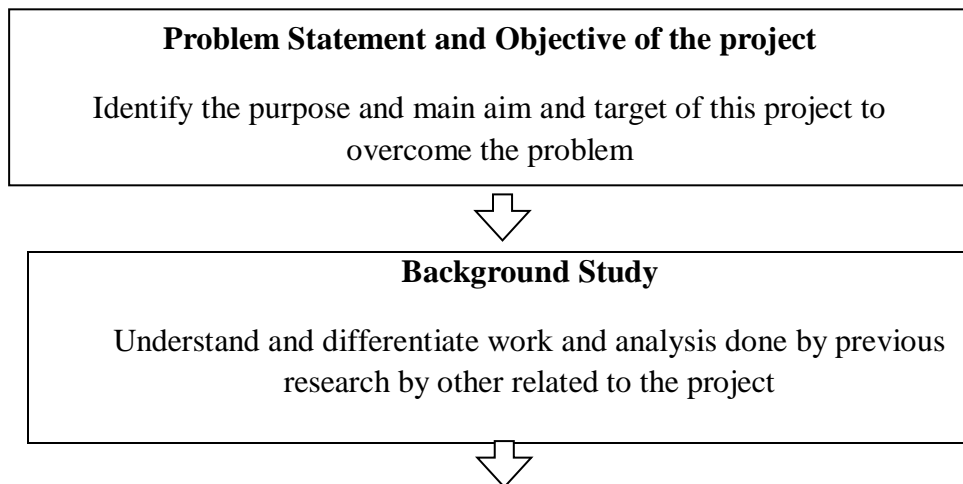 Problem Statement and Objective of the project
Identify the purpose and main aim and target of this project to
overcome the problem
Background Study
Understand and differentiate work and analysis done by previous
research by other related to the project